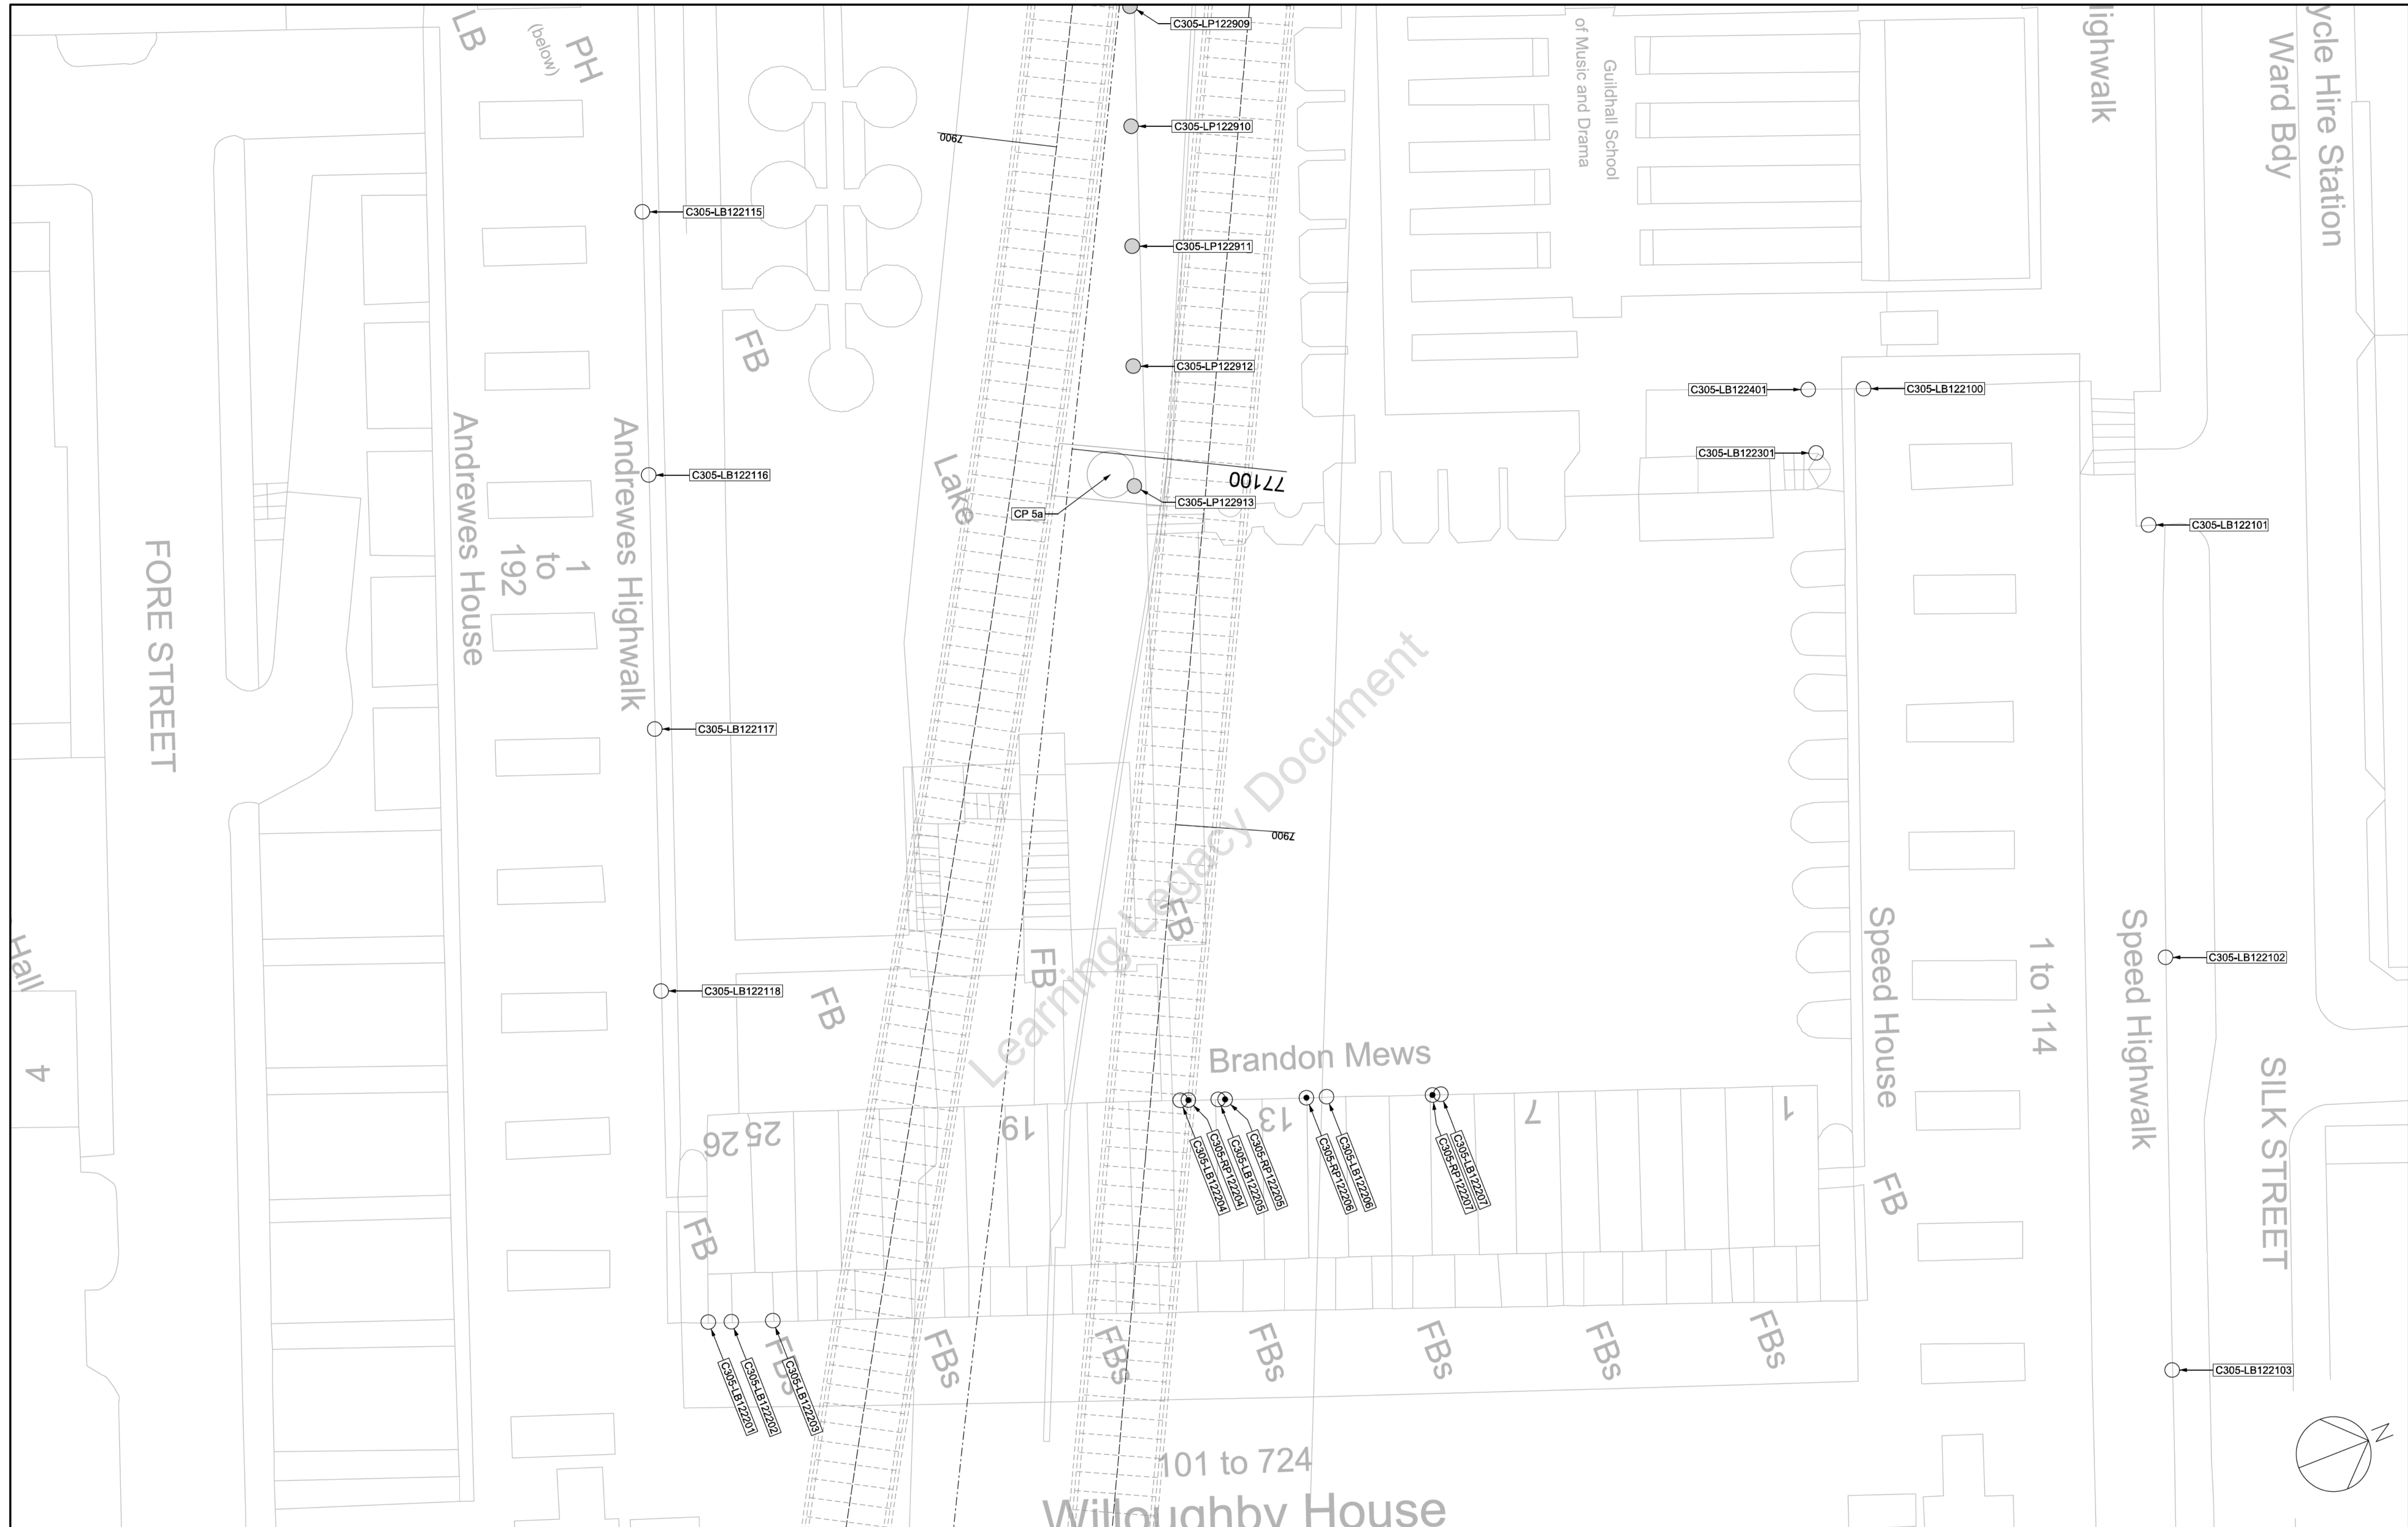 LB
(below)
PH
C305-LP122909
of Music and Drama
Guildhall School
Highwalk
Ward Bdy
ycle Hire Station
C305-LP122910
7900
C305-LB122115
C305-LP122911
FB
C305-LP122912
C305-LB122401
C305-LB122100
C305-LB122301
Andrewes House
1
to
192
Andrewes Highwalk
C305-LB122116
Lake
77100
C305-LP122913
CP 5a
C305-LB122101
FORE STREET
C305-LB122117
7900
Learning Legacy Document
FB
FB
Hall
C305-LB122118
FB
Speed House
1 to 114
Speed Highwalk
C305-LB122102
4
Brandon Mews
SILK STREET
26
25
19
13
7
1
C305-LB122204
C305-RP122204
C305-LB122205
C305-RP122205
C305-RP122206
C305-LB122206
C305-RP122207
C305-LB122207
FB
FB
FBs
FBs
FBs
FBs
FBs
FBs
FBs
C305-LB122201
C305-LB122202
C305-LB122203
C305-LB122103
N
101 to 724
Willoughby House